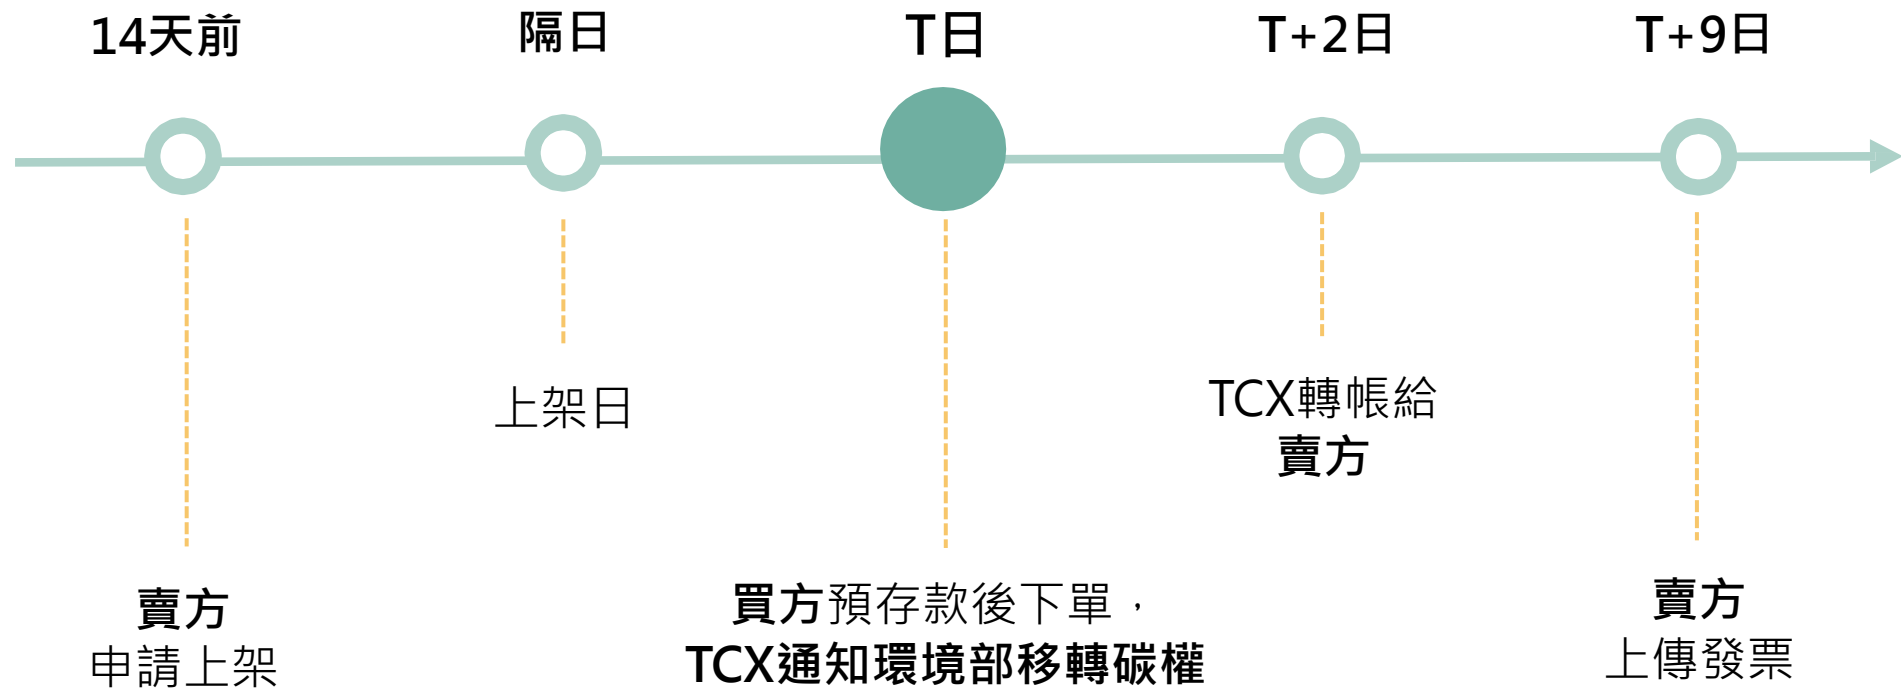 14天前
隔日
T日
T+2日
T+9日
賣方
申請上架
上架日
買方預存款後下單，
TCX通知環境部移轉碳權
TCX轉帳給
賣方
賣方
上傳發票